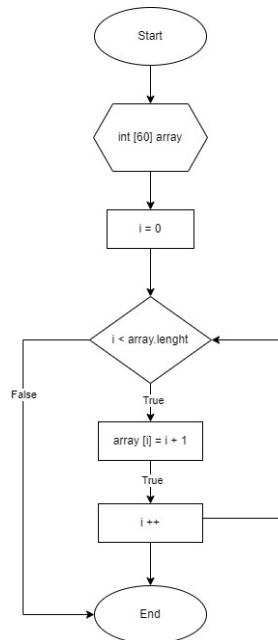 Start
int [60] array
i = 0
i < array.lenght
False
True
array [i] = i + 1
True
i ++
End